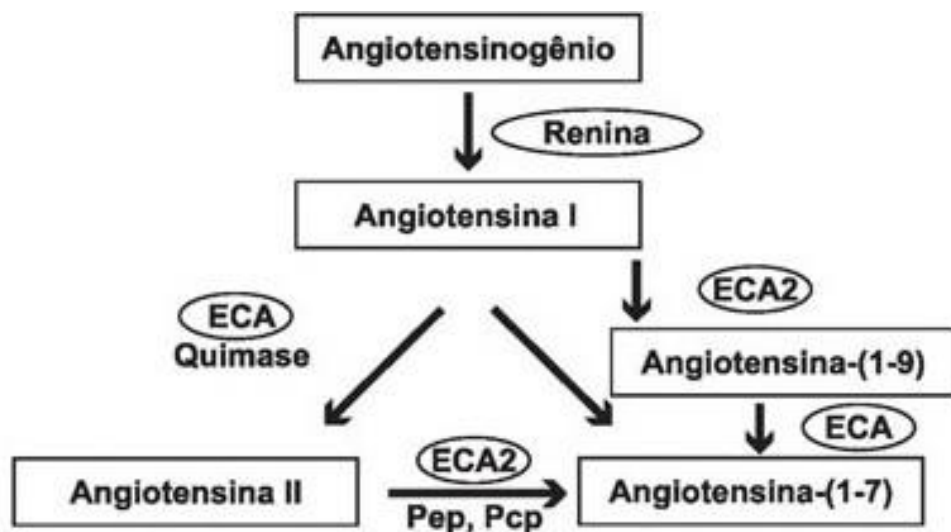 Angiotensinogênio
Renina
Angiotensina I
ECA2
ECA
Quimase
Angiotensina-(1-9)
ECA
ECA2
Angiotensina II
Angiotensina-(1-7)
Pep, Pcp